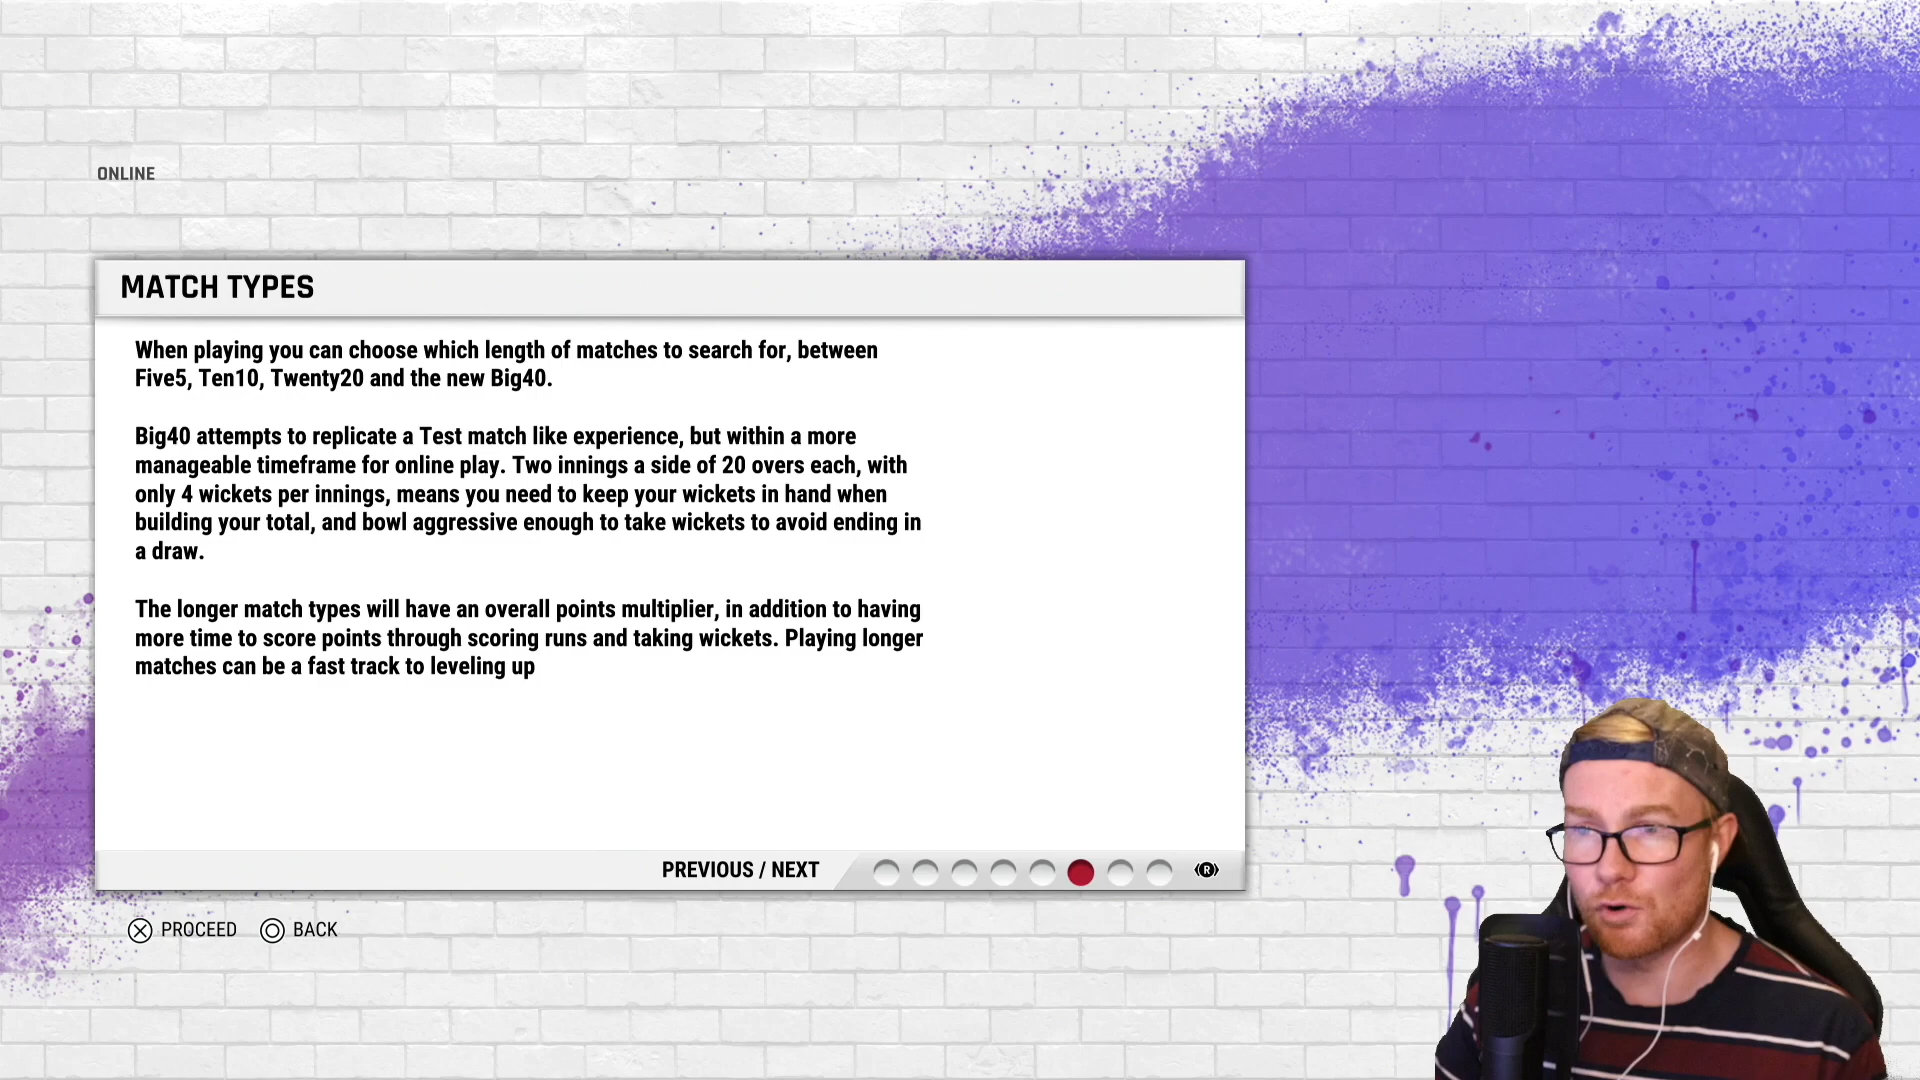 ONLINE
MATCH TYPES
When playing you can choose which length of matches to search for, between
Five5, Ten10, Twenty20 and the new Big40.
Big40 attempts to replicate a Test match like experience, but within a more
manageable timeframe for online play. Two innings a side of 20 overs each, with
only 4 wickets per innings, means you need to keep your wickets in hand when
building your total, and bowl aggressive enough to take wickets to avoid ending in
a draw.
The longer match types will have an overall points multiplier, in addition to having
more time to score points through scoring runs and taking wickets. Playing longer
matches can be a fast track to leveling up
PREVIOUS / NEXT R
PROCEED BACK